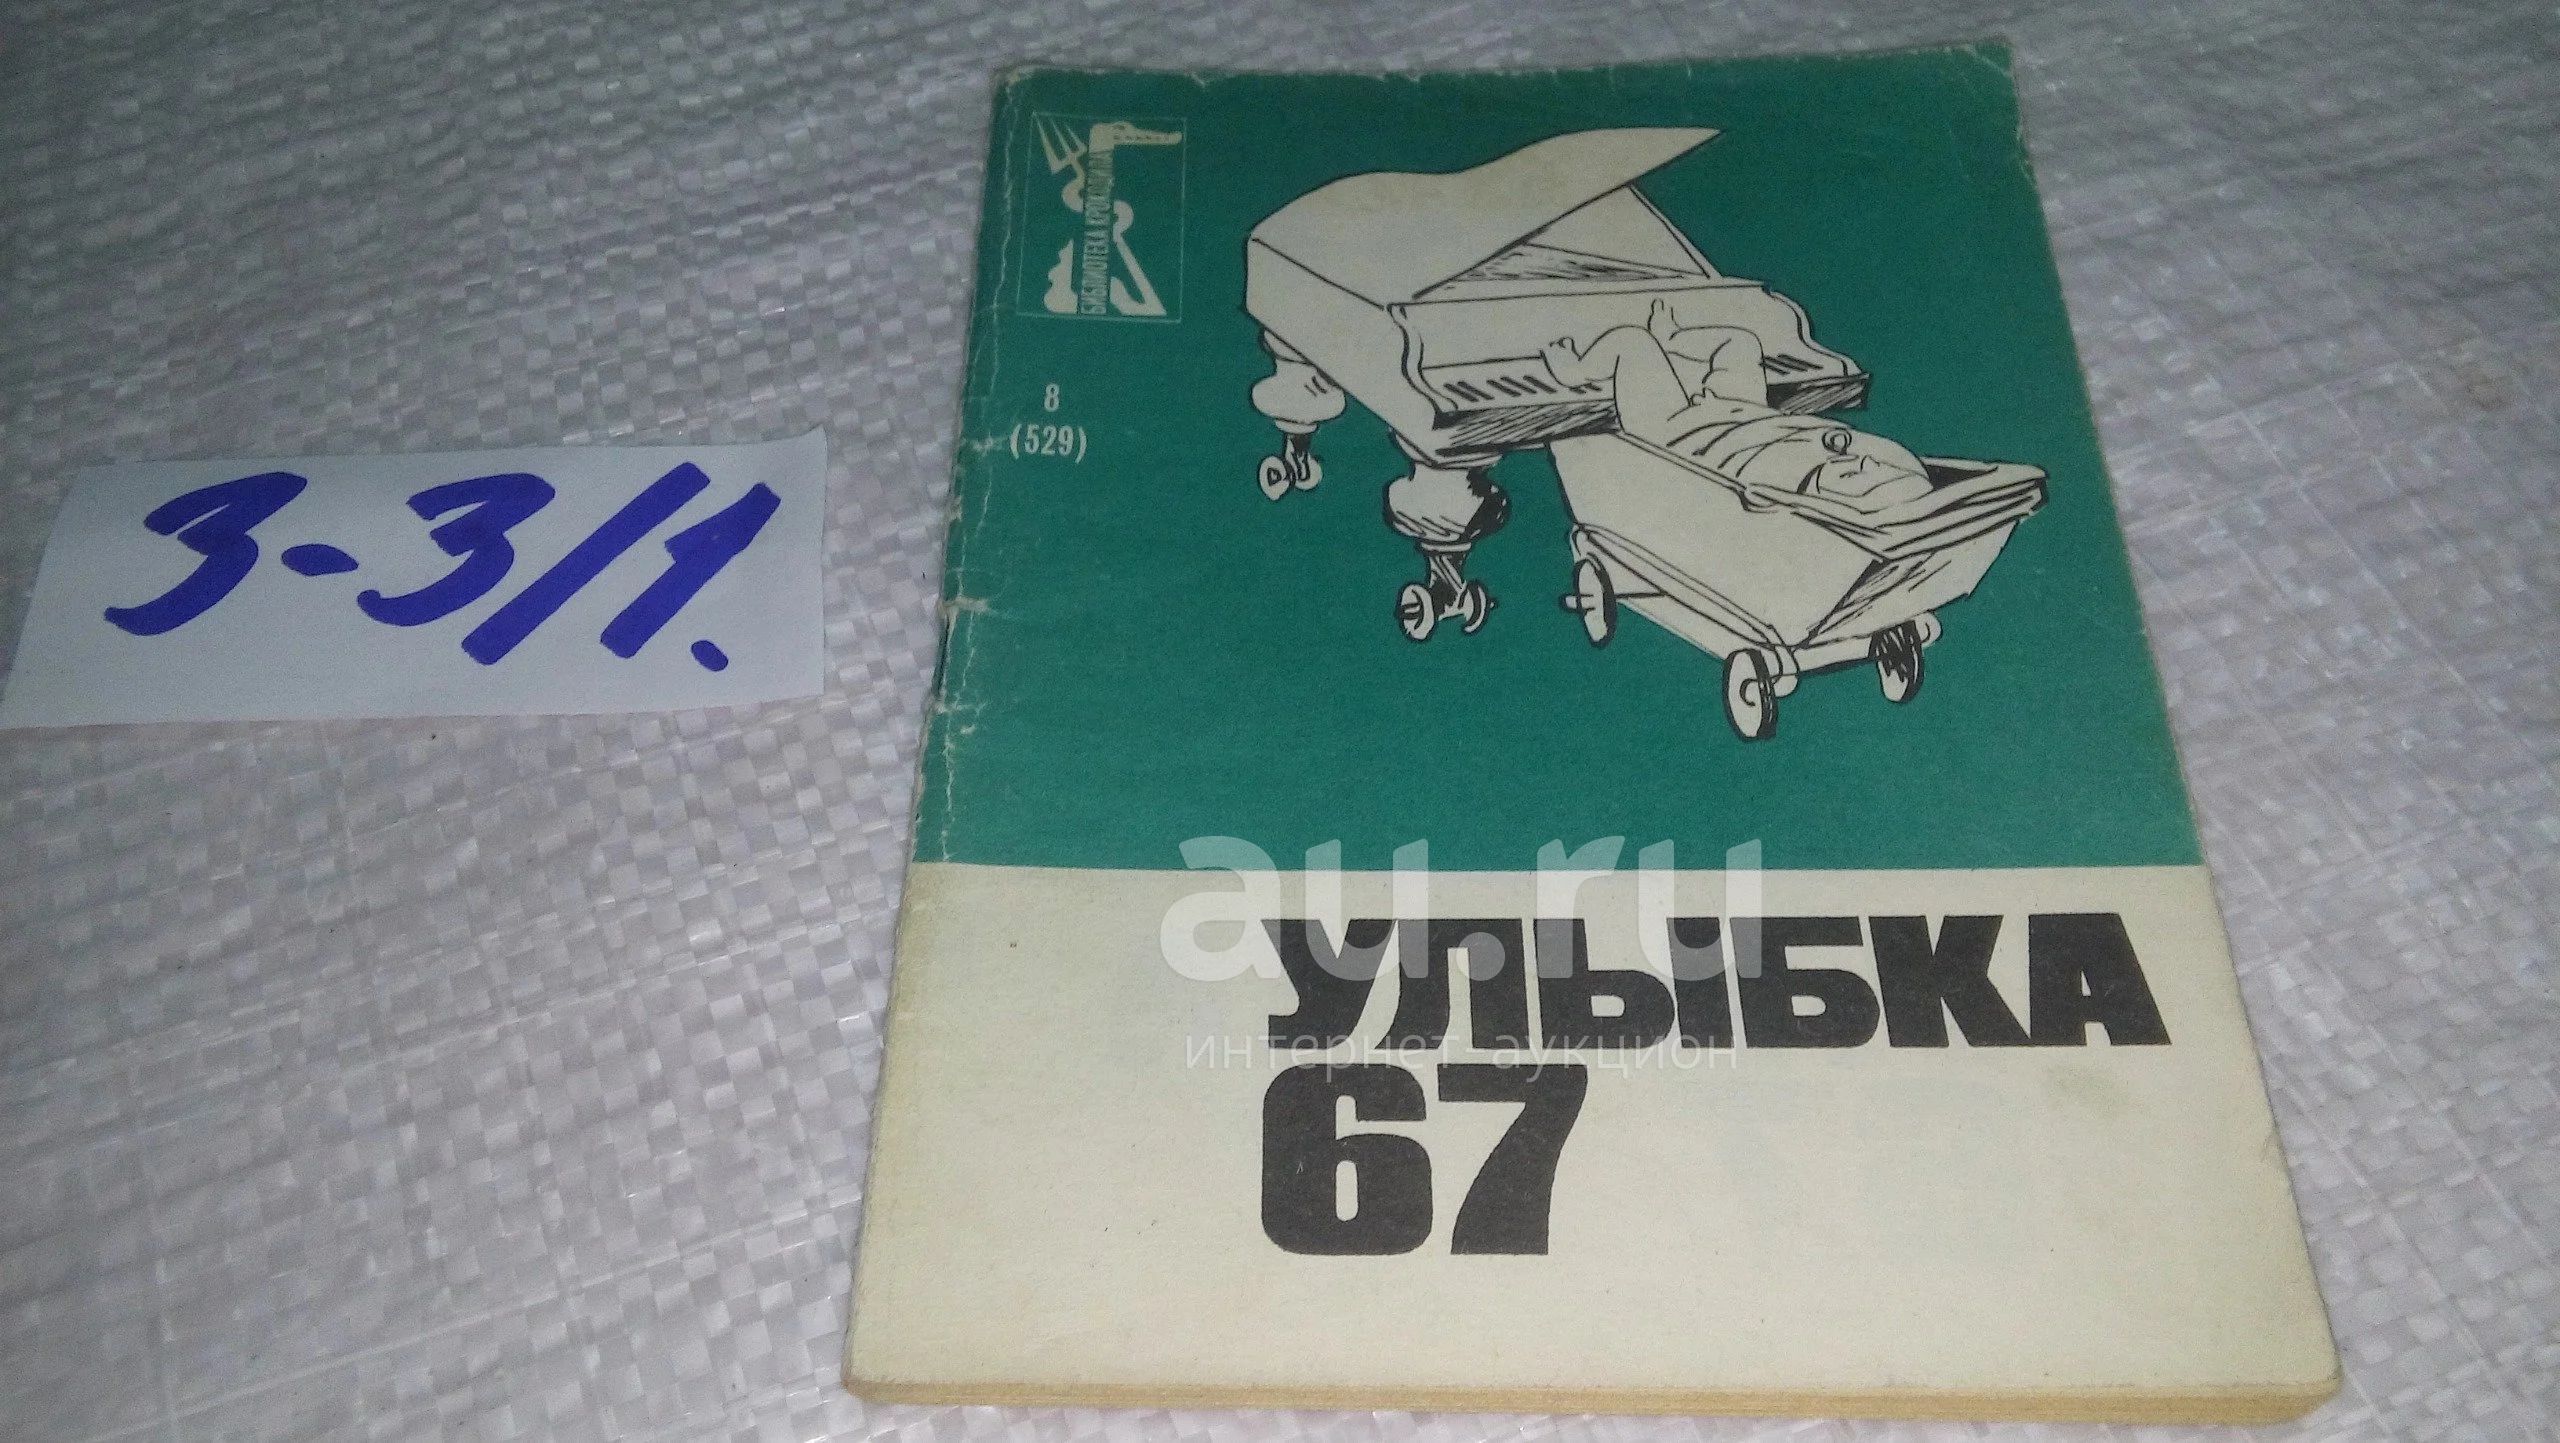 БИБЛИОТЕКА КРОКОДИЛА
8
(529)
3-3/1.
au.ru
УЛЫБКА
интернет-аукцион
67